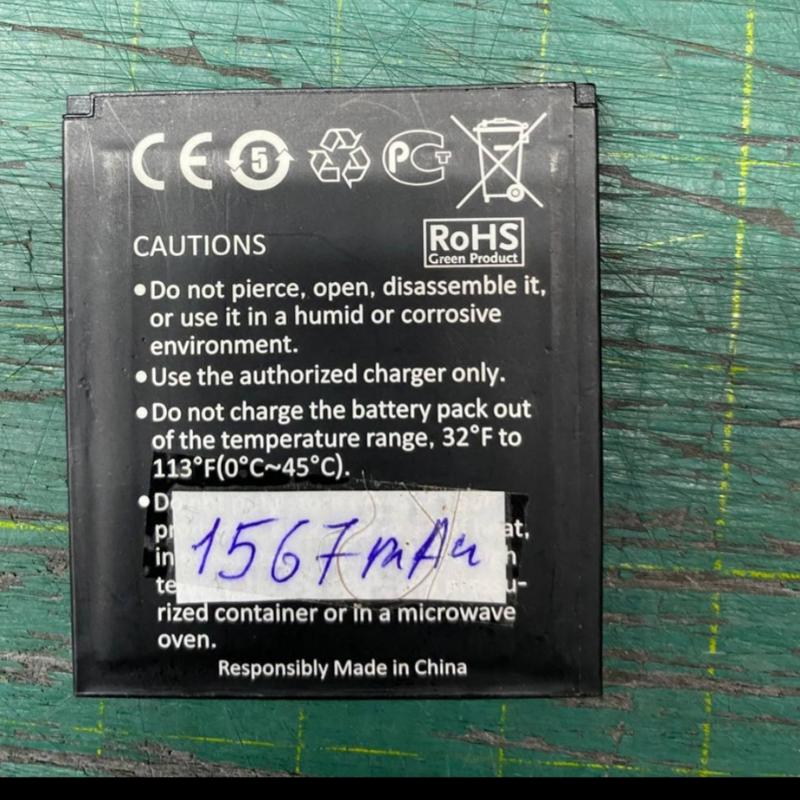 CE 5 PCT
RoHS
Green Product
CAUTIONS
•Do not pierce, open, disassemble it,
or use it in a humid or corrosive
environment.
•Use the authorized charger only.
•Do not charge the battery pack out
of the temperature range, 32°F to
113°F(0°C~45°C).
1567mAh
rized container or in a microwave
oven.
Responsibly Made in China